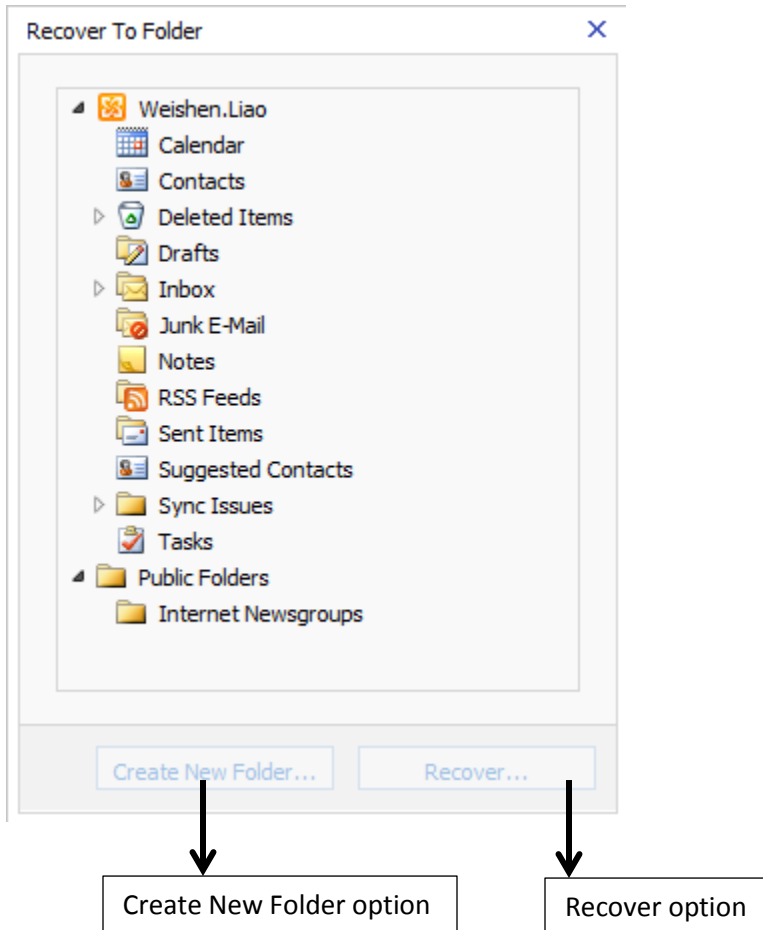 Recover To Folder
Weishen.Liao
Calendar
Contacts
Deleted Items
Drafts
Inbox
Junk E-Mail
Notes
RSS Feeds
Sent Items
Suggested Contacts
Sync Issues
Tasks
Public Folders
Internet Newsgroups
Create New Folder... Recover...
Create New Folder option Recover option